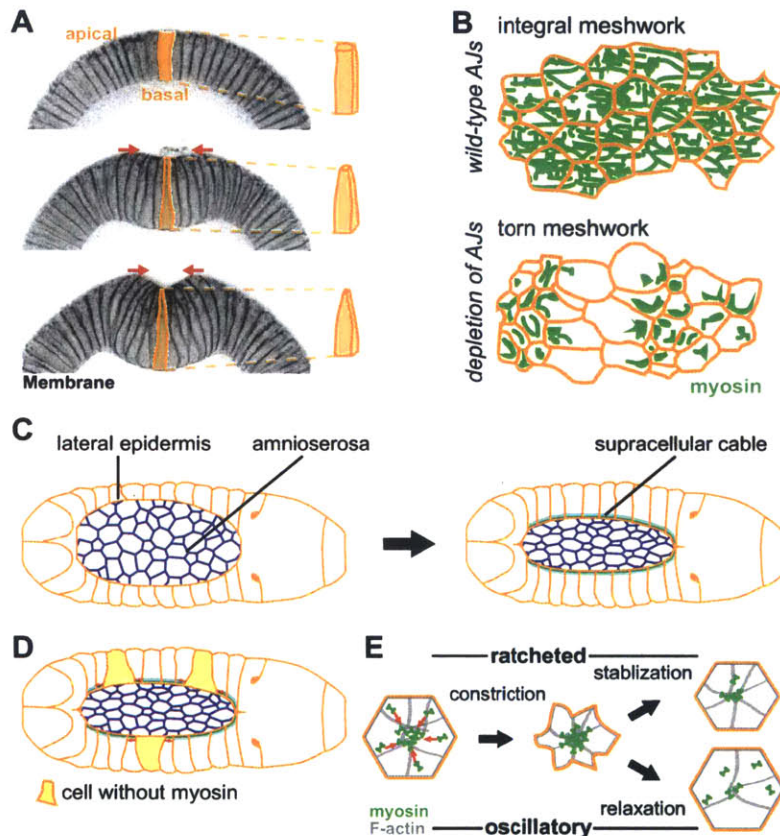 A
apical
basal
Membrane
B
integral meshwork
wild-type AJs
torn meshwork
depletion of AJs
myosin
C
lateral epidermis
amnioserosa
supracellular cable
D
cell without myosin
E
ratcheted
constriction
stablization
relaxation
myosin
F-actin
oscillatory